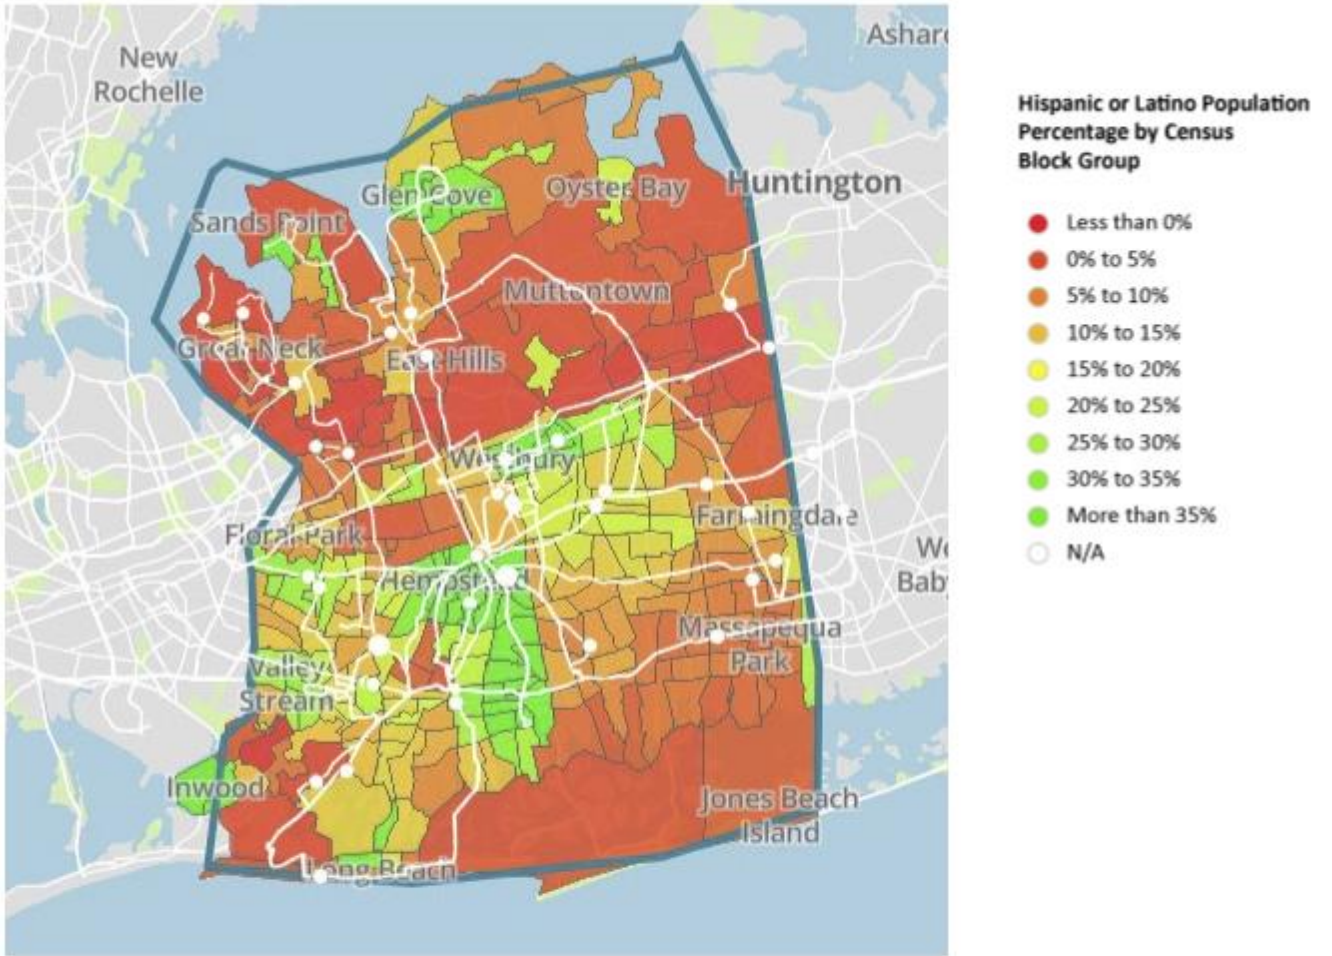 New
Rochelle
Asharo
Glen Cove
Oyster Bay
Huntington
Sands Point
Muttontown
Great Neck
East Hills
Westbury
Floral Park
Farmingdale
Hempstead
We
Bab
Massapequa
Park
Valley
Stream
Inwood
Jones Beach
Island
Long Beach
Hispanic or Latino Population
Percentage by Census
Block Group
Less than 0%
0% to 5%
5% to 10%
10% to 15%
15% to 20%
20% to 25%
25% to 30%
30% to 35%
More than 35%
N/A